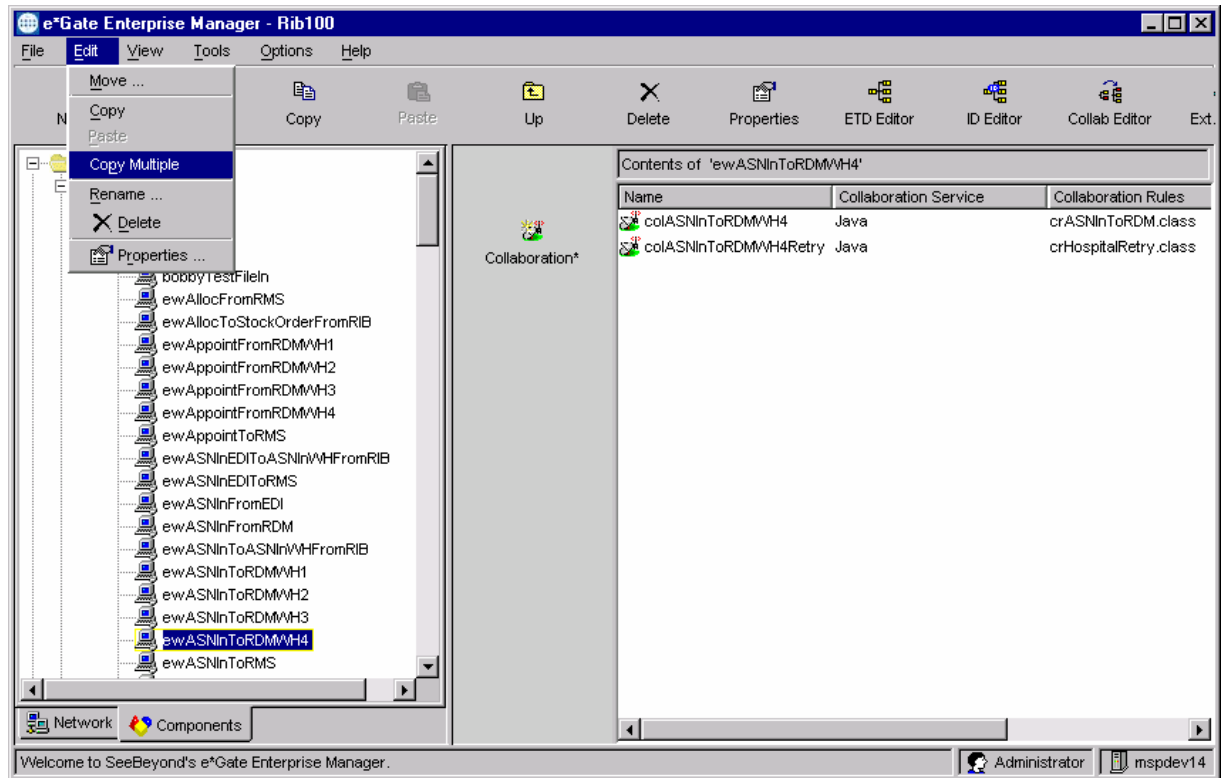 e*Gate Enterprise Manager - Rib100
File Edit View Tools Options Help
Move ...
Copy
Paste
Copy Multiple
Rename ...
Delete
Properties ...
N
Copy
Paste
Up
Delete
Properties
ETD Editor
ID Editor
Collab Editor
Ext.
bobbyTestFileIn
ewAllocFromRMS
ewAllocToStockOrderFromRIB
ewAppointFromRDMWH1
ewAppointFromRDMWH2
ewAppointFromRDMWH3
ewAppointFromRDMWH4
ewAppointToRMS
ewASNInEDIToASNInWHFromRIB
ewASNInEDIToRMS
ewASNInFromEDI
ewASNInFromRDM
ewASNInToASNInWHFromRIB
ewASNInToRDMWH1
ewASNInToRDMWH2
ewASNInToRDMWH3
ewASNInToRDMWH4
ewASNInToRMS
Network
Components
Collaboration*
Contents of 'ewASNInToRDMWH4'
Name Collaboration Service Collaboration Rules
colASNInToRDMWH4 Java crASNInToRDM.class
colASNInToRDMWH4Retry Java crHospitalRetry.class
Welcome to SeeBeyond's e*Gate Enterprise Manager.
Administrator
mspdev14